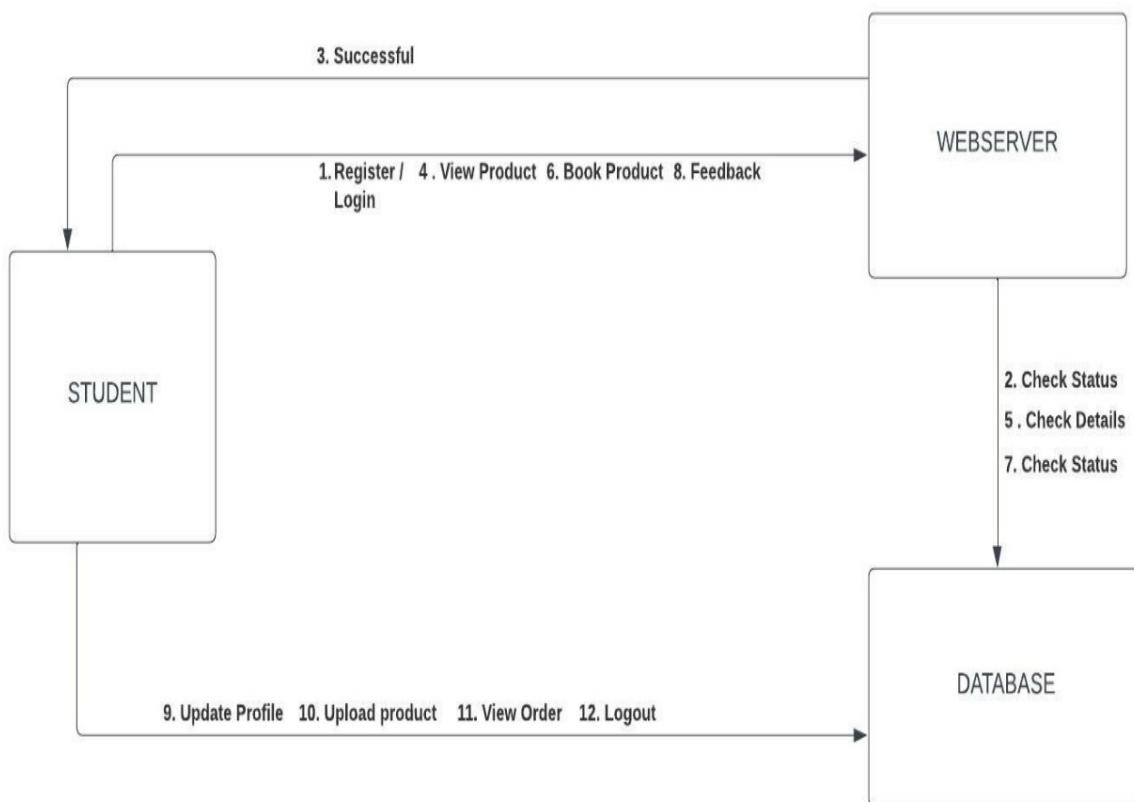 3. Successful
WEBSERVER
1. Register / 4 . View Product 6. Book Product 8. Feedback
Login
STUDENT
2. Check Status
5 . Check Details
7. Check Status
DATABASE
9. Update Profile 10. Upload product 11. View Order 12. Logout